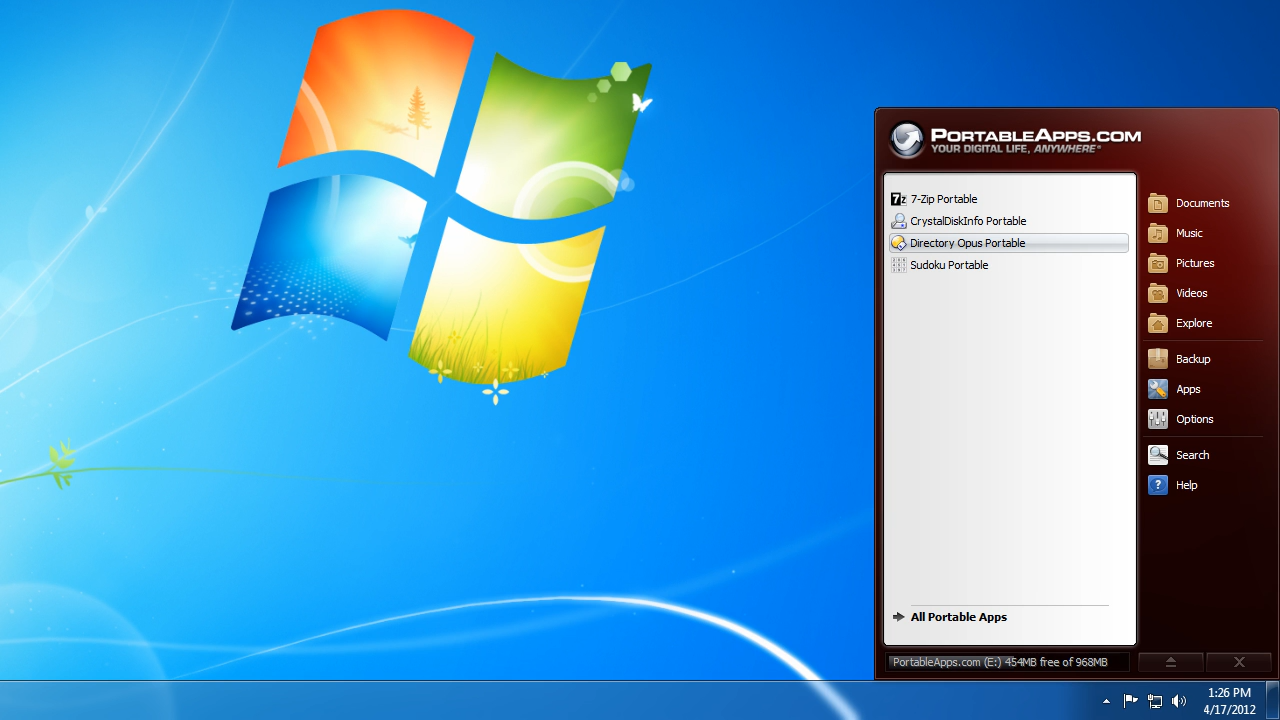 PORTABLEAPPS.COM
YOUR DIGITAL LIFE, ANYWHERE®
7z 7-Zip Portable
CrystalDiskInfo Portable
Directory Opus Portable
Sudoku Portable
All Portable Apps
PortableApps.com (E:) 454MB free of 968MB
Documents
Music
Pictures
Videos
Explore
Backup
Apps
Options
Search
? Help
1:26 PM
4/17/2012